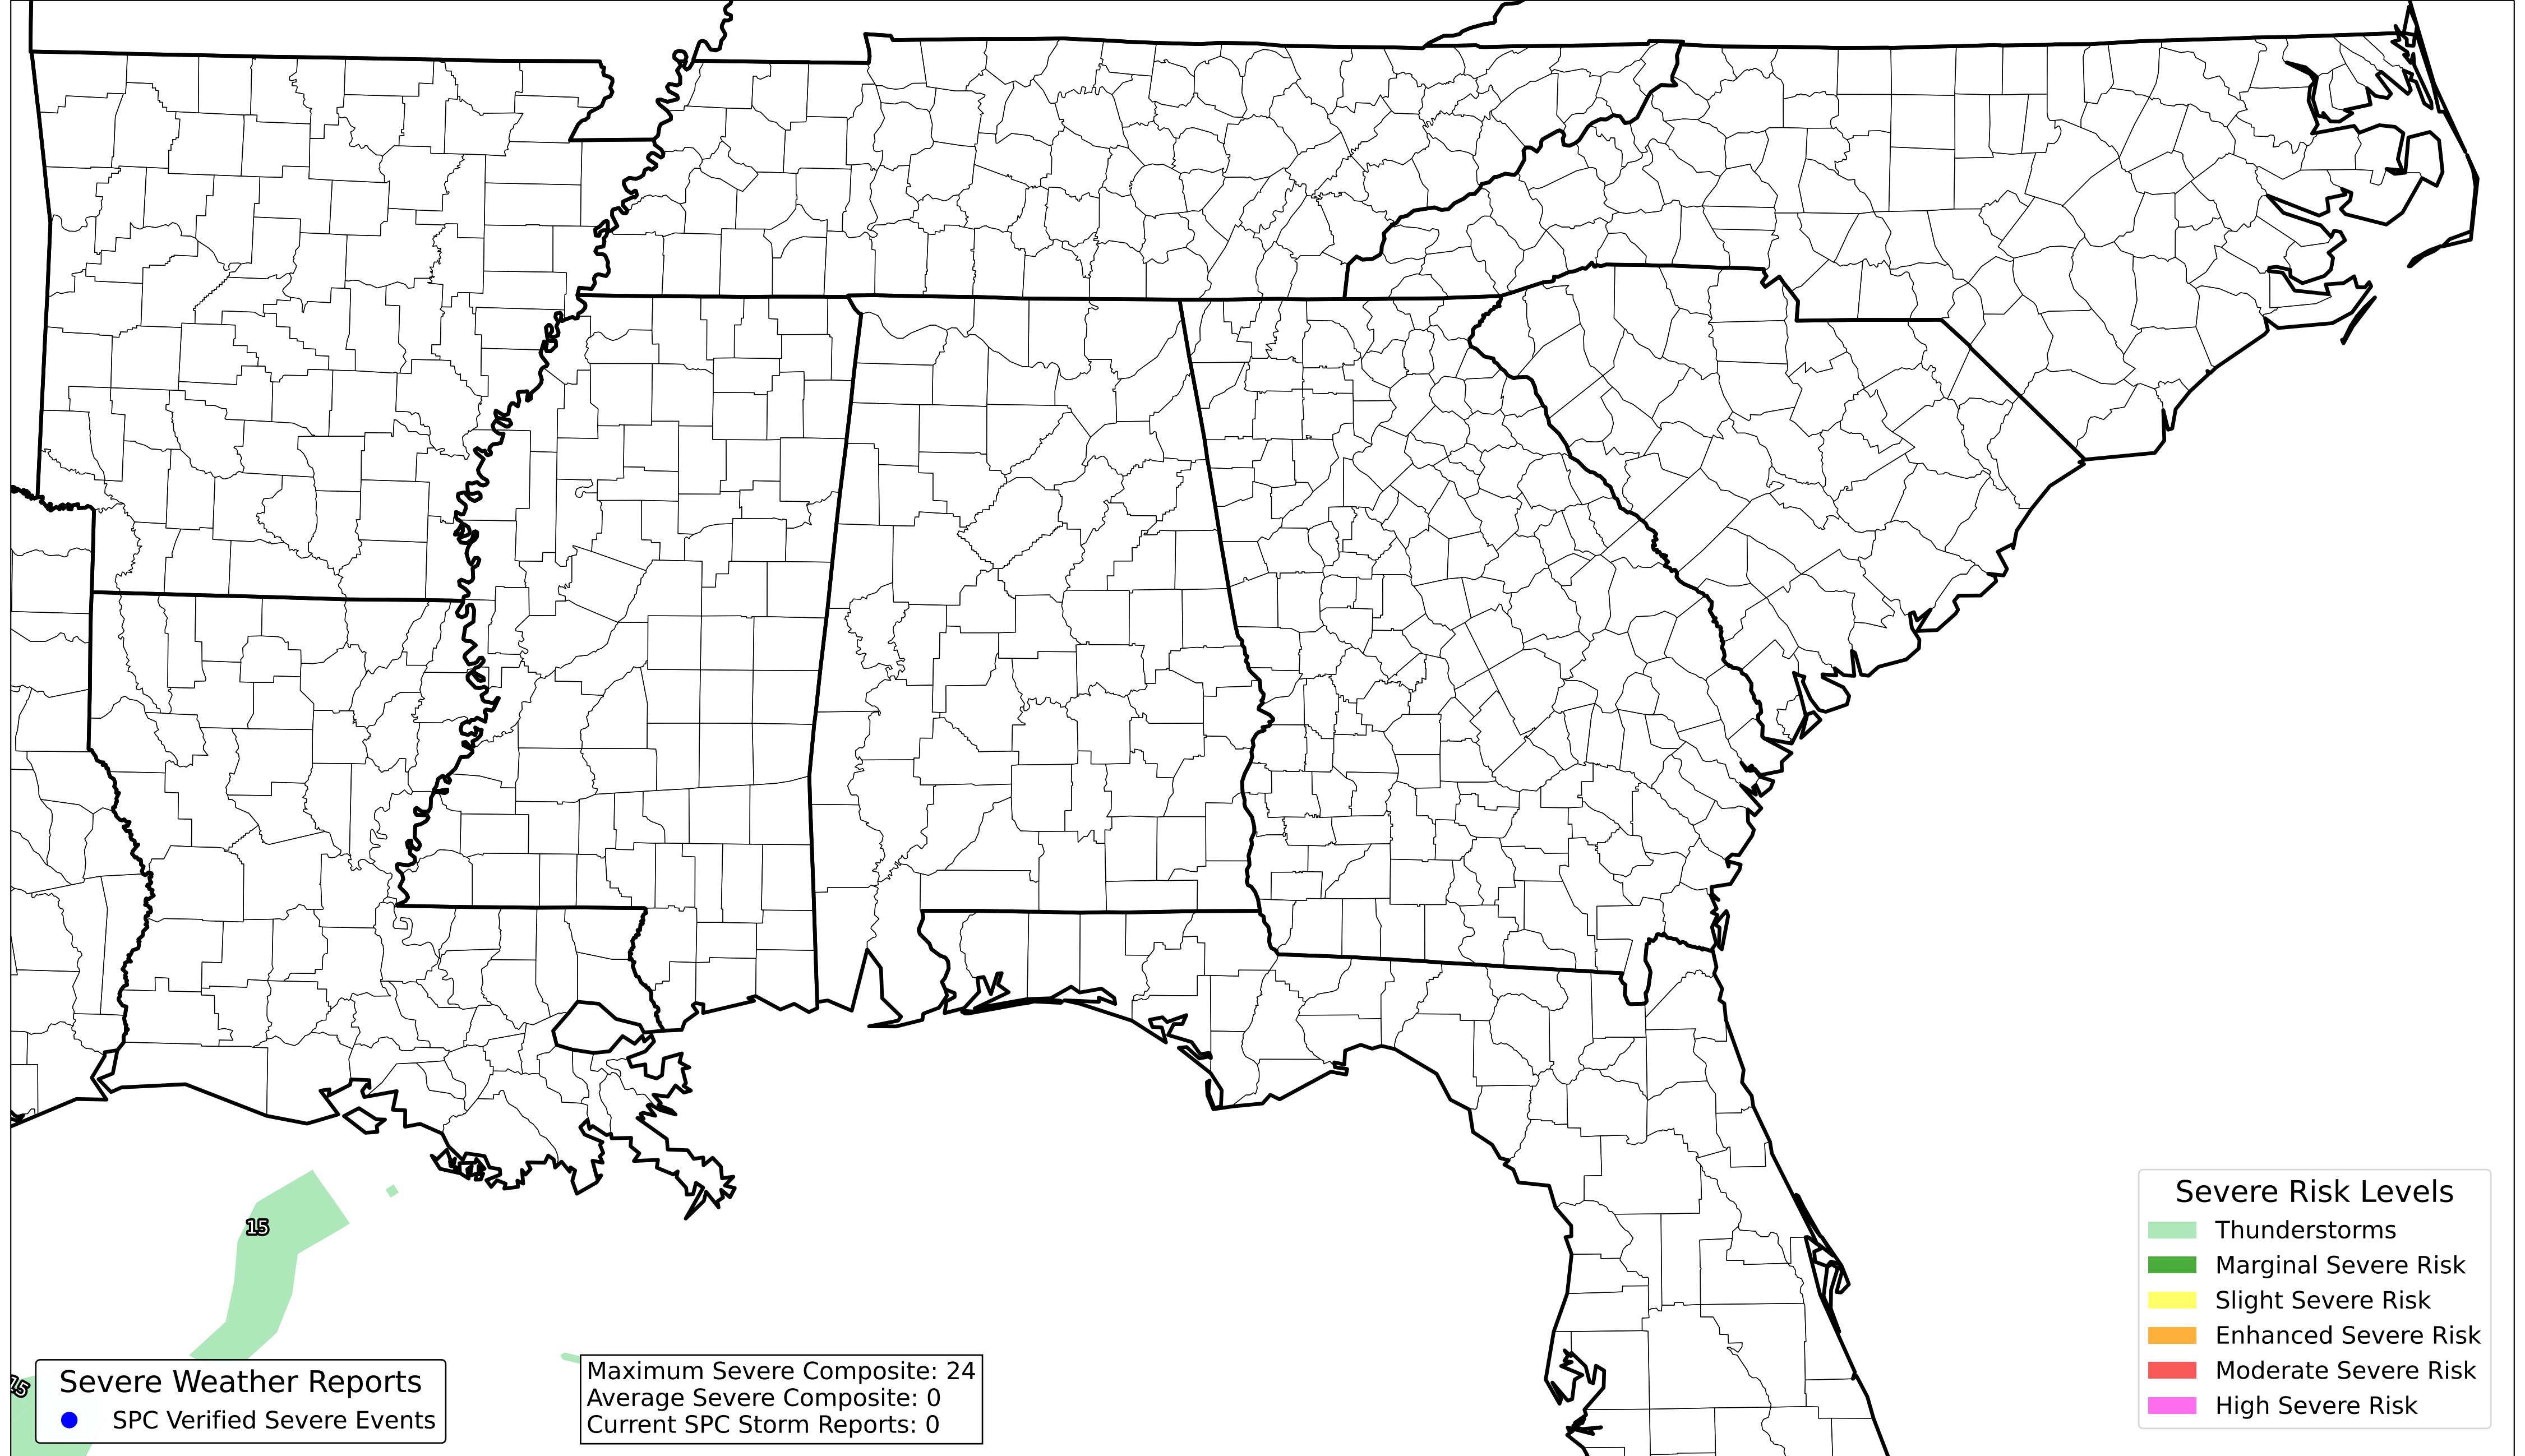 15
15
Severe Weather Reports
SPC Verified Severe Events
Maximum Severe Composite: 24
Average Severe Composite: 0
Current SPC Storm Reports: 0
Severe Risk Levels
Thunderstorms
Marginal Severe Risk
Slight Severe Risk
Enhanced Severe Risk
Moderate Severe Risk
High Severe Risk